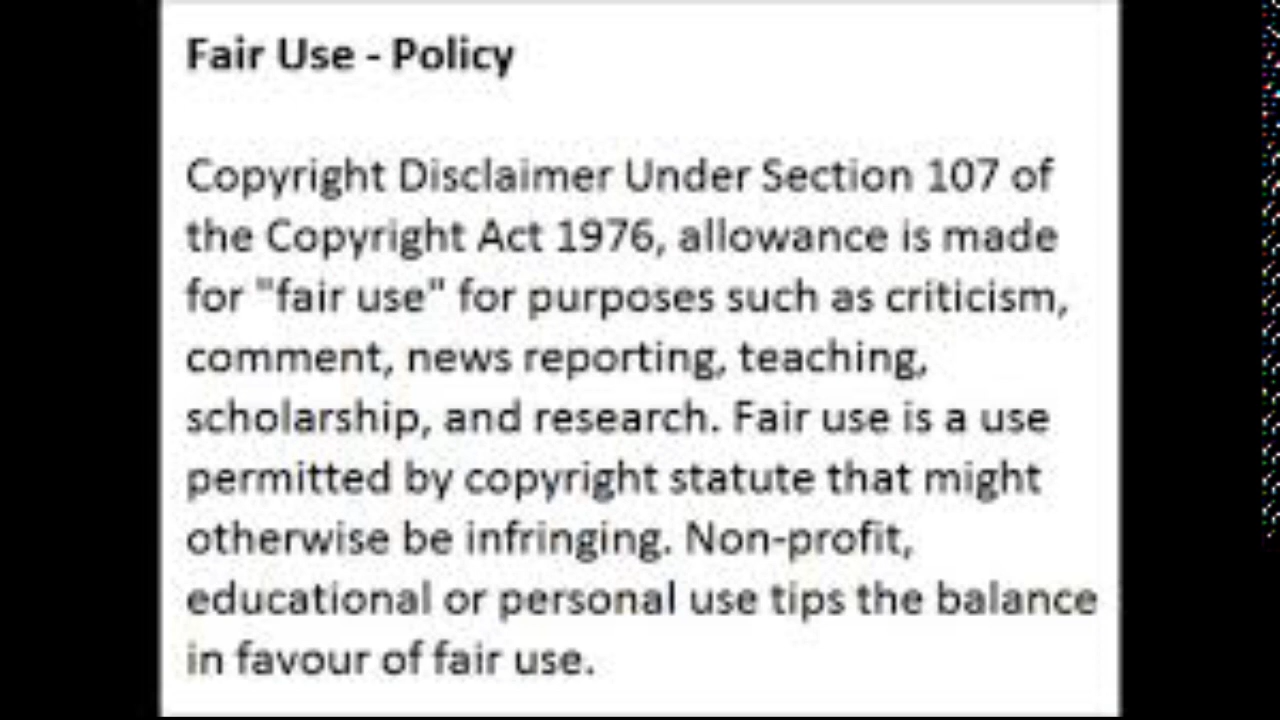 Fair Use - Policy
Copyright Disclaimer Under Section 107 of
the Copyright Act 1976, allowance is made
for "fair use" for purposes such as criticism,
comment, news reporting, teaching,
scholarship, and research. Fair use is a use
permitted by copyright statute that might
otherwise be infringing. Non-profit,
educational or personal use tips the balance
in favour of fair use.